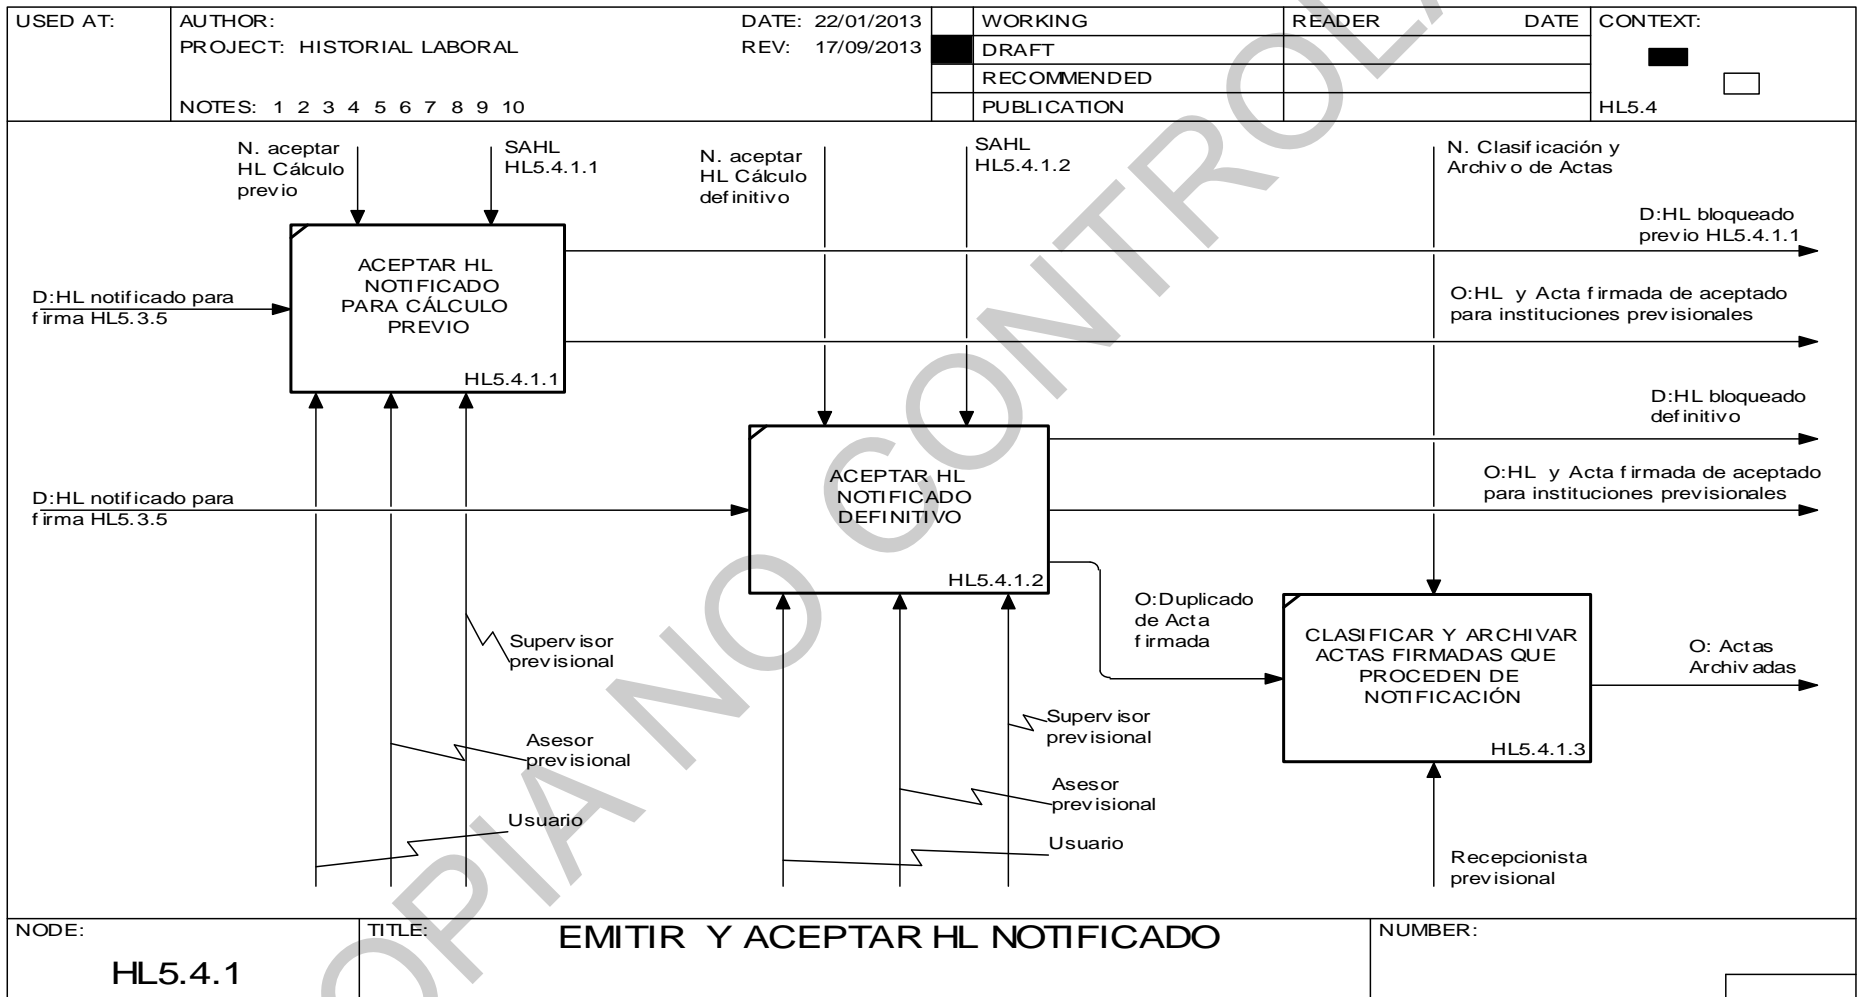 USED AT:
AUTHOR:
DATE: 22/01/2013
PROJECT: HISTORIAL LABORAL
REV: 17/09/2013
NOTES: 1 2 3 4 5 6 7 8 9 10
WORKING
DRAFT
RECOMMENDED
PUBLICATION
READER
DATE
CONTEXT:
HL5.4
N. aceptar
HL Cálculo
previo
SAHL
HL5.4.1.1
N. aceptar
HL Cálculo
definitivo
SAHL
HL5.4.1.2
N. Clasificación y
Archivo de Actas
D:HL bloqueado
previo HL5.4.1.1
ACEPTAR HL
NOTIFICADO
PARA CÁLCULO
PREVIO
HL5.4.1.1
D:HL notificado para
firma HL5.3.5
O:HL y Acta firmada de aceptado
para instituciones previsionales
D:HL bloqueado
definitivo
ACEPTAR HL
NOTIFICADO
DEFINITIVO
HL5.4.1.2
D:HL notificado para
firma HL5.3.5
O:HL y Acta firmada de aceptado
para instituciones previsionales
O:Duplicado
de Acta
firmada
CLASIFICAR Y ARCHIVAR
ACTAS FIRMADAS QUE
PROCEDEN DE
NOTIFICACIÓN
HL5.4.1.3
O: Actas
Archivadas
Supervisor
previsional
Asesor
previsional
Usuario
Supervisor
previsional
Asesor
previsional
Usuario
Recepcionista
previsional
NODE:
HL5.4.1
TITLE:
EMITIR Y ACEPTAR HL NOTIFICADO
NUMBER:
COPIA NO CONTROLA